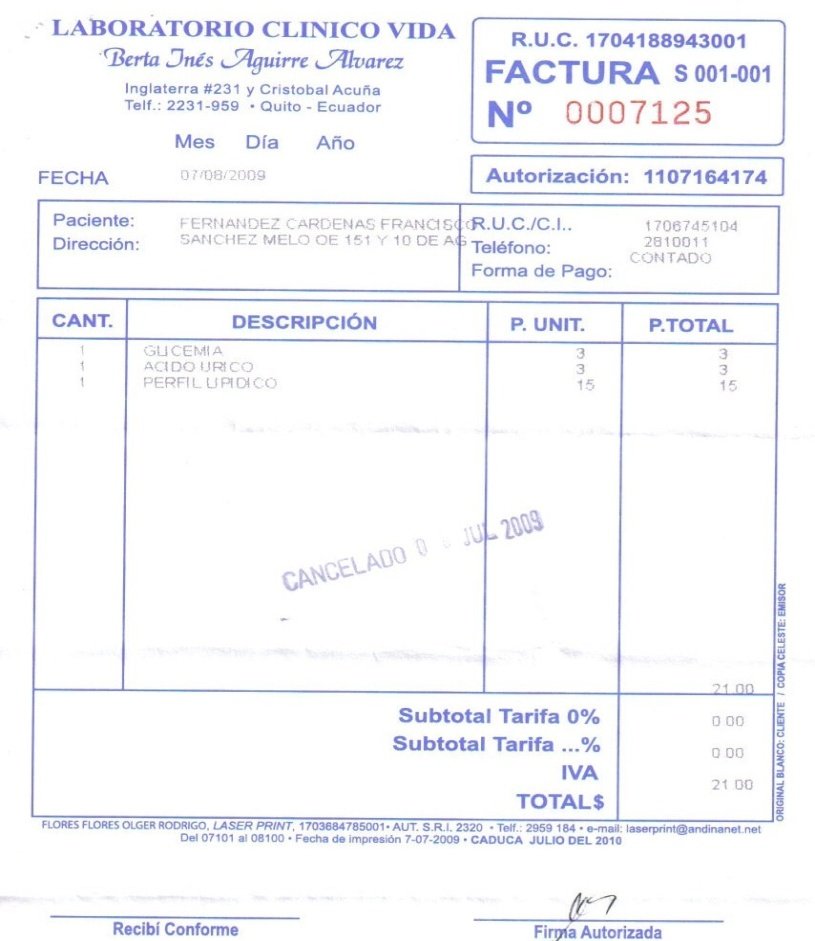 LABORATORIO CLINICO VIDA
Berta Inés Aguirre Alvarez
Inglaterra #231 y Cristobal Acuña
Telf.: 2231-959 • Quito - Ecuador
R.U.C. 1704188943001
FACTURA S 001-001
Nº 0007125
Autorización: 1107164174
Mes Día Año
FECHA 07/08/2009
Paciente: FERNANDEZ CARDENAS FRANCISCO
Dirección: SANCHEZ MELO OE 151 Y 10 DE AG
R.U.C./C.I.. 1706745104
Teléfono: 2810011
Forma de Pago: CONTADO
CANT. DESCRIPCIÓN P. UNIT. P.TOTAL
1 GLICEMIA 3 3
1 ACIDO URICO 3 3
1 PERFIL LIPIDICO 15 15
CANCELADO 0 JUL 2009
21.00
Subtotal Tarifa 0% 0.00
Subtotal Tarifa ...% 0.00
IVA 21.00
TOTAL $
ORIGINAL BLANCO: CLIENTE / COPIA CELESTE: EMISOR
FLORES FLORES OLGER RODRIGO, LASER PRINT, 1703684785001• AUT. S.R.I. 2320 • Telf.: 2959 184 • e-mail: laserprint@andinanet.net
Del 07101 al 08100 • Fecha de impresión 7-07-2009 • CADUCA JULIO DEL 2010
Recibí Conforme
Firma Autorizada